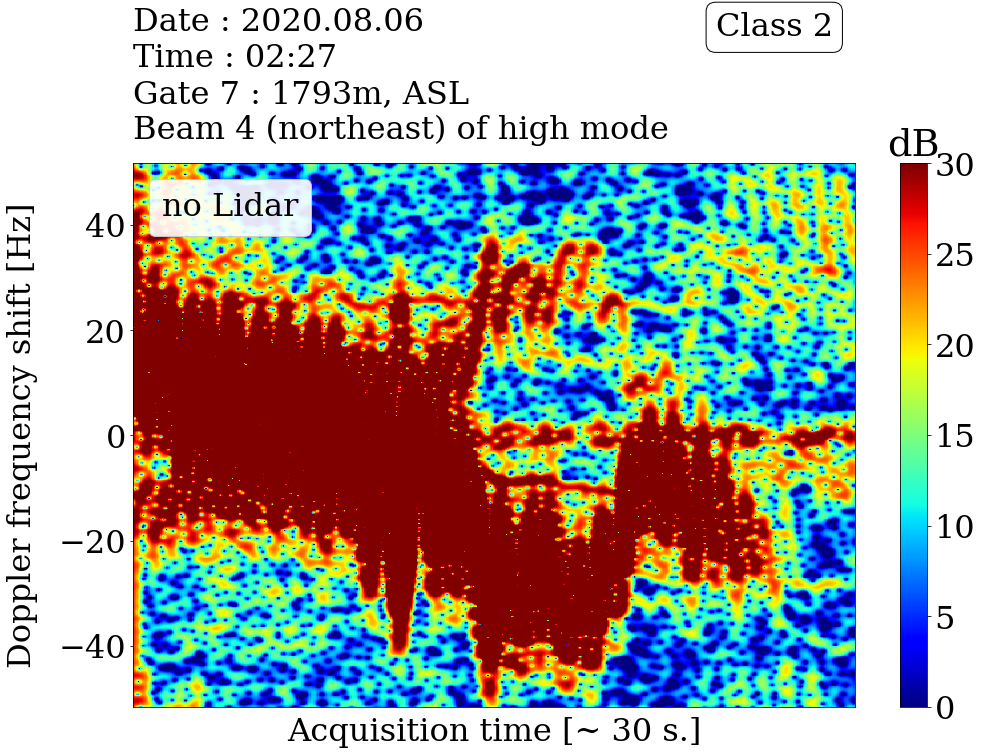 Date : 2020.08.06
Time : 02:27
Gate 7 : 1793m, ASL
Beam 4 (northeast) of high mode
Class 2
dB
no Lidar
Doppler frequency shift [Hz]
40
20
0
−20
−40
30
25
20
15
10
5
0
Acquisition time [~ 30 s.]